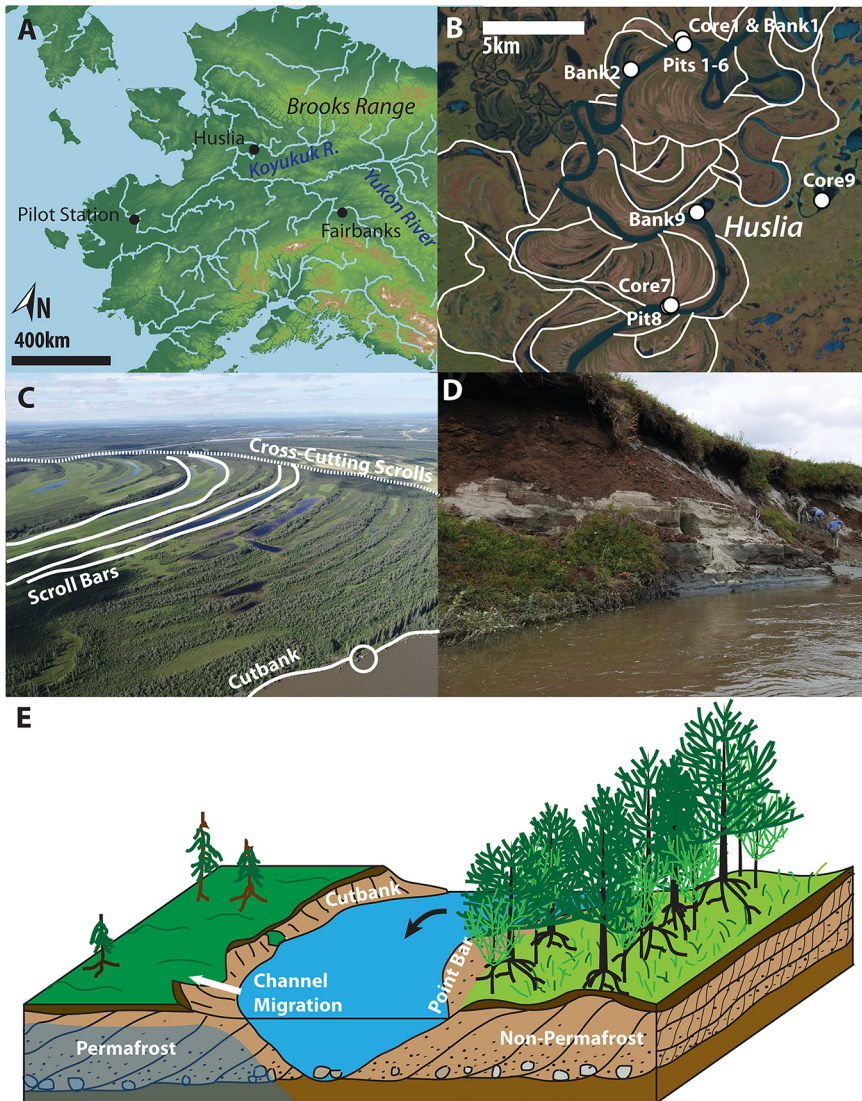 A
Brooks Range
Huslia
Koyukuk R.
Yukon River
Pilot Station
Fairbanks
N
400km
B
5km
Core1 & Bank1
Pits 1-6
Bank2
Core9
Bank9
Huslia
Core7
Pit8
C
Cross-Cutting Scrolls
Scroll Bars
Cutbank
D
E
Cutbank
Channel
Migration
Point Bar
Permafrost
Non-Permafrost